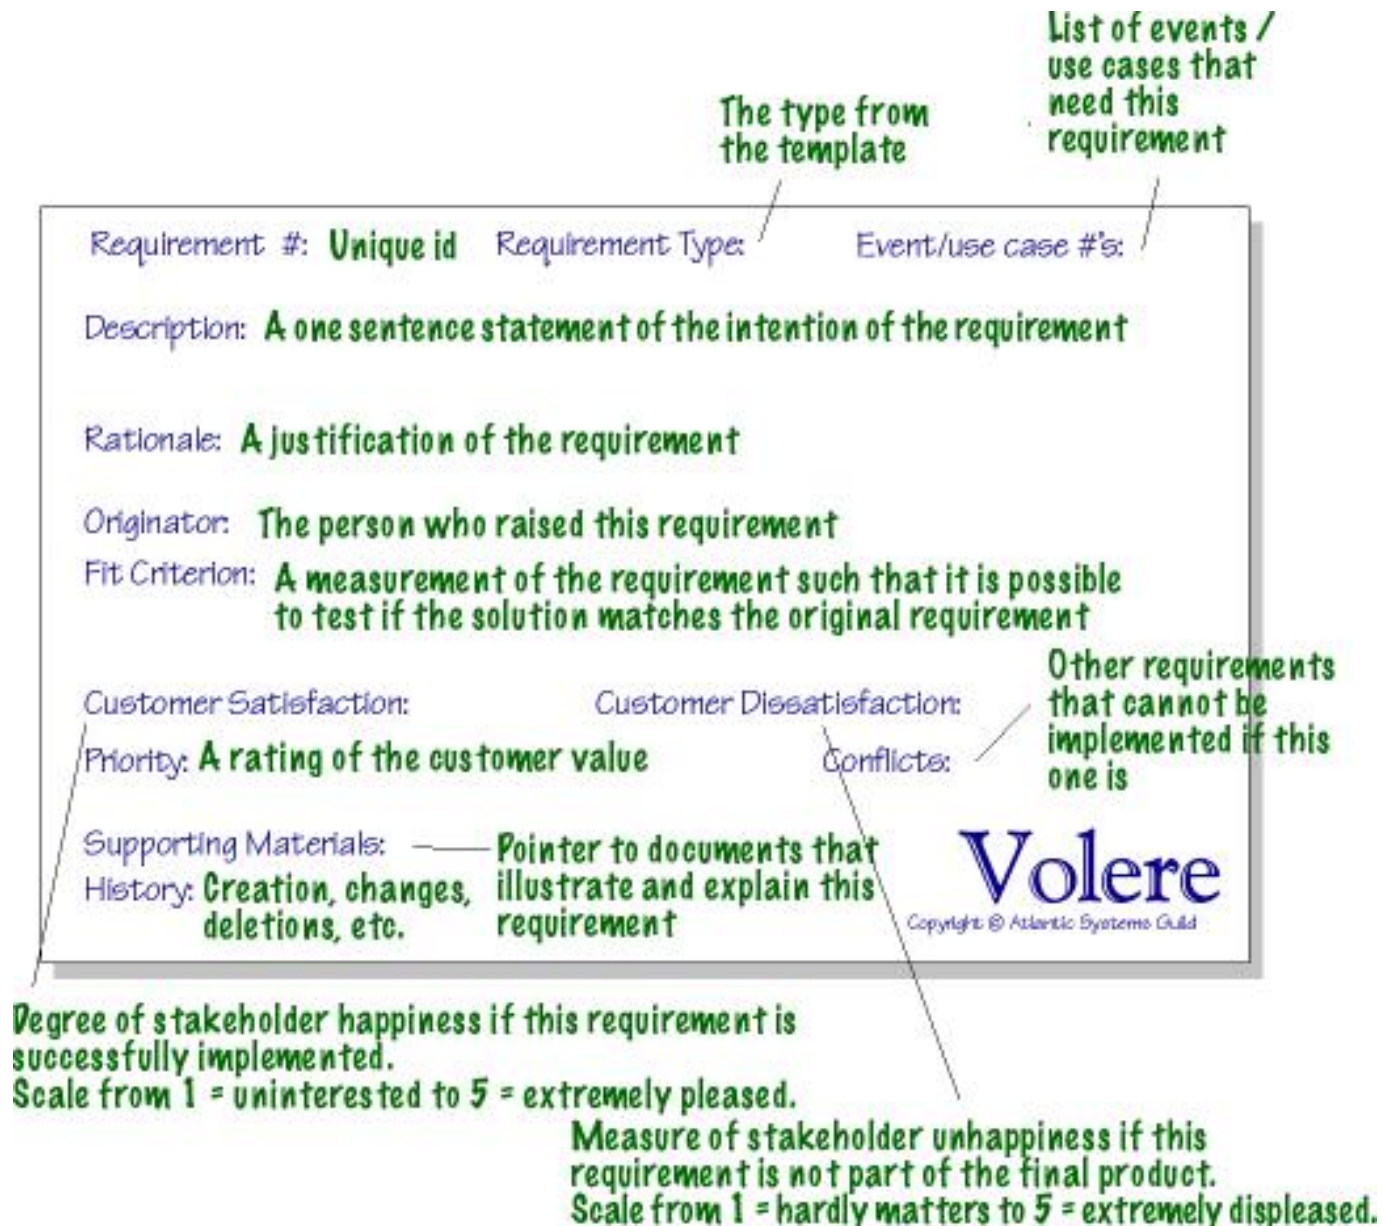 List of events /
use cases that
need this
requirement
The type from
the template
Requirement #: Unique id Requirement Type: Event/use case #'s:
Description: A one sentence statement of the intention of the requirement
Rationale: A justification of the requirement
Originator: The person who raised this requirement
Fit Criterion: A measurement of the requirement such that it is possible
to test if the solution matches the original requirement
Other requirements
that cannot be
implemented if this
one is
Customer Satisfaction: Customer Dissatisfaction:
Priority: A rating of the customer value Conflicts:
Supporting Materials: Pointer to documents that
illustrate and explain this
requirement
History: Creation, changes,
deletions, etc.
Volere
Copyright © Atlantic Systems Guild
Degree of stakeholder happiness if this requirement is
successfully implemented.
Scale from 1 = uninterested to 5 = extremely pleased.
Measure of stakeholder unhappiness if this
requirement is not part of the final product.
Scale from 1 = hardly matters to 5 = extremely displeased.